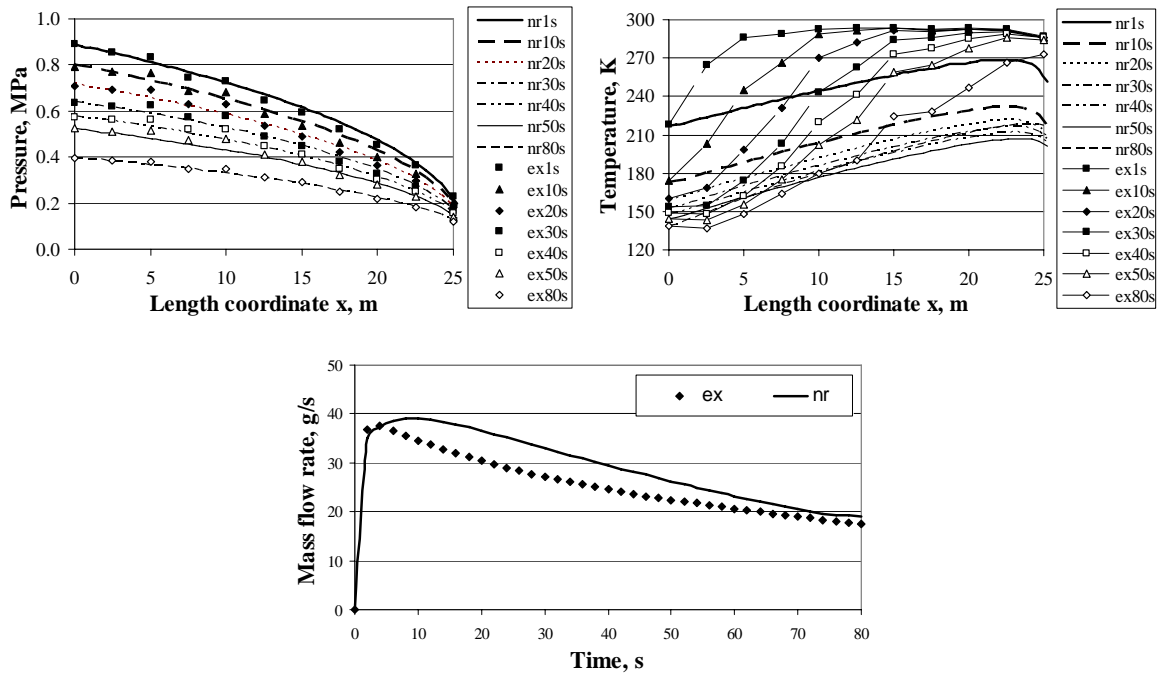 Pressure, MPa
1.0
0.8
0.6
0.4
0.2
0.0
0 5 10 15 20 25
Length coordinate x, m
nr1s
nr10s
nr20s
nr30s
nr40s
nr50s
nr80s
ex1s
ex10s
ex20s
ex30s
ex40s
ex50s
ex80s
Temperature, K
300
270
240
210
180
150
120
0 5 10 15 20 25
Length coordinate x, m
nr1s
nr10s
nr20s
nr30s
nr40s
nr50s
nr80s
ex1s
ex10s
ex20s
ex30s
ex40s
ex50s
ex80s
Mass flow rate, g/s
50
40
30
20
10
0
ex nr
0 10 20 30 40 50 60 70 80
Time, s